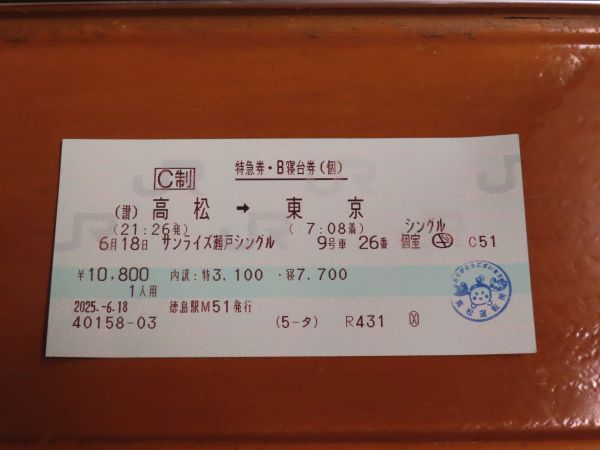 C制 特急券・B寝台券(個)
(讃) 高松 → 東京
(21:26発) ( 7:08着) シングル
6月18日 サンライズ瀬戸シングル 9号車 26番 個室 C51
¥10,800 内訳:特3,100 ・寝7,700
1人用
2025.-6.18 徳島駅M51発行
40158-03 (5-タ) R431
JR